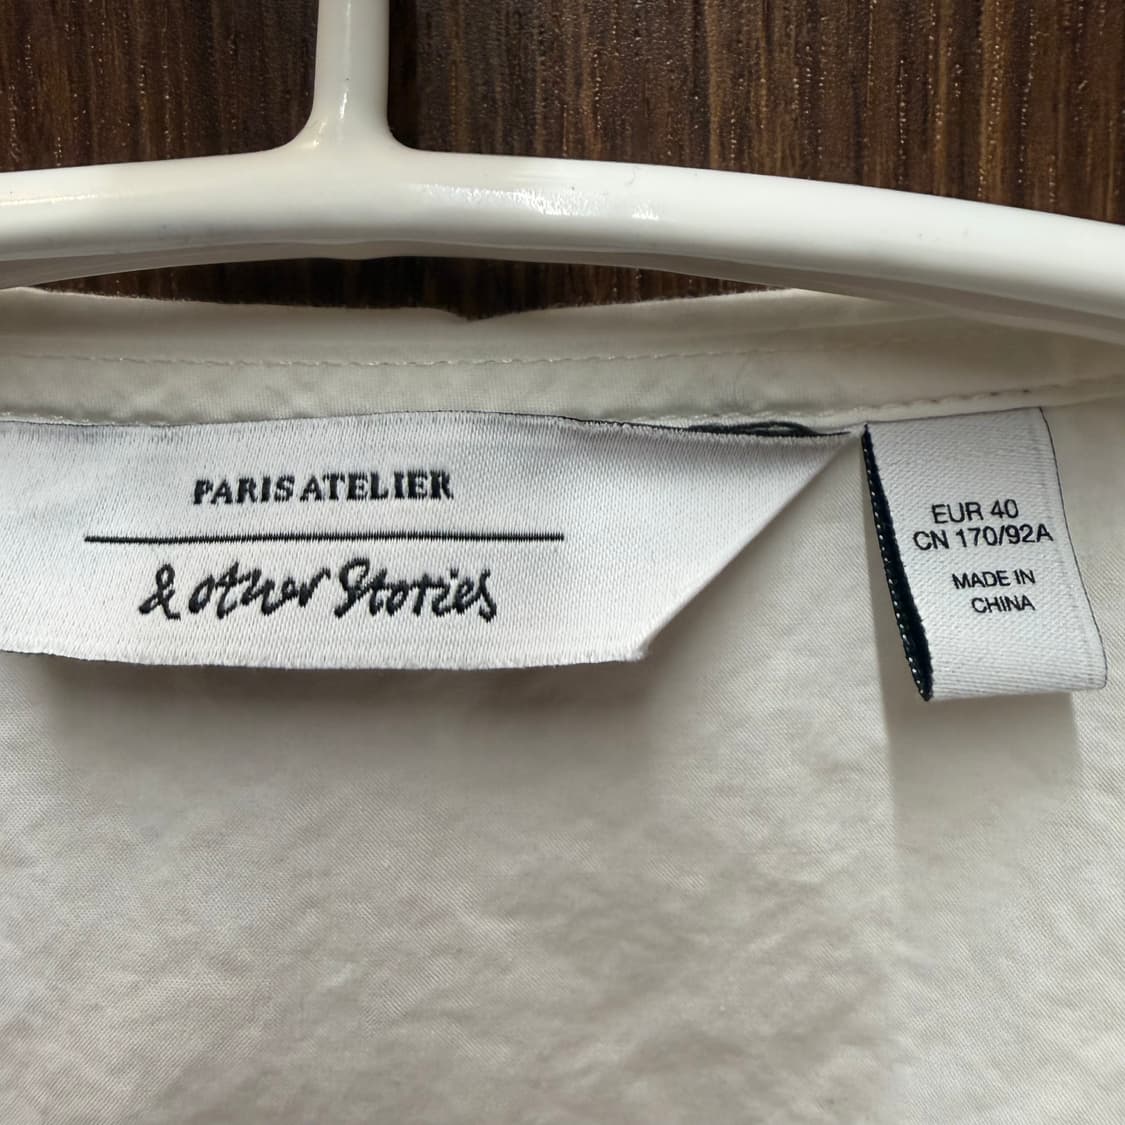 PARIS ATELIER
& other Stories
EUR 40
CN 170/92A
MADE IN
CHINA